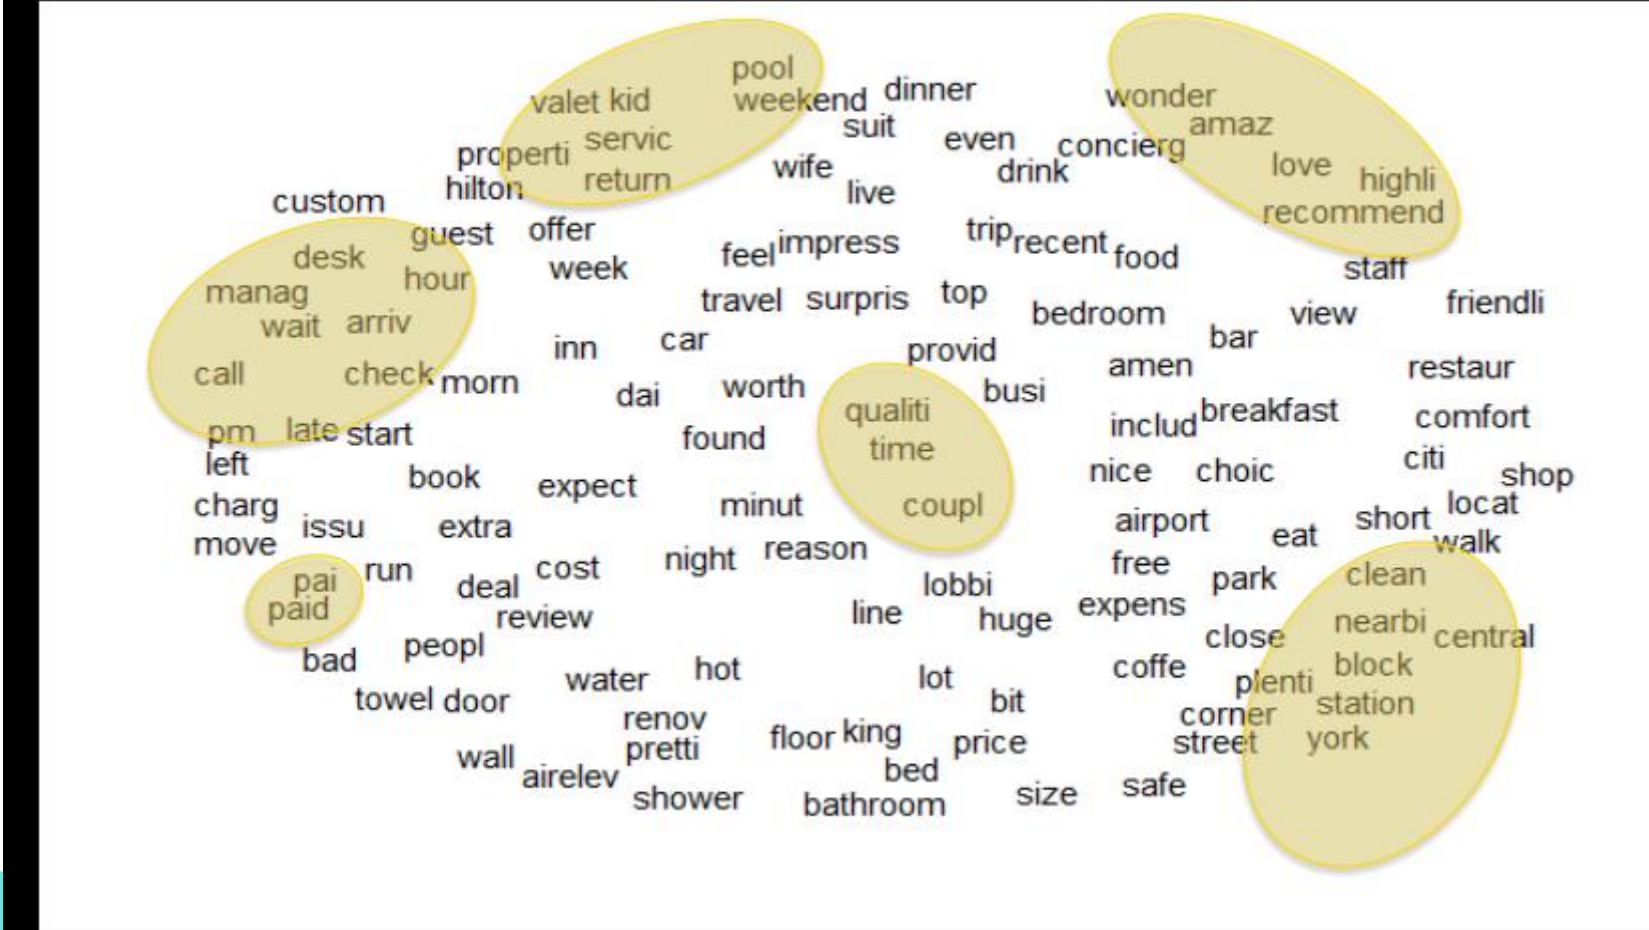 pool
valet kid
weekend
dinner
wonder
suit
amaz
servic
even
concierg
properti
wife
drink
love
highli
return
hilton
live
custom
recommend
guest
offer
trip
recent
impress
feel
food
desk
week
staff
hour
manag
travel
surpris
top
friendli
bedroom
view
wait
arriv
bar
inn
car
provid
amen
restaur
call
check
morn
worth
busi
dai
qualiti
breakfast
comfort
includ
pm
late
start
found
time
left
citi
nice
choic
book
shop
expect
charg
minut
coupl
locat
short
airport
issu
extra
eat
walk
move
reason
night
free
run
cost
clean
pai
deal
lobbi
park
paid
expens
review
line
huge
nearbi
close
central
peopl
bad
block
coffe
hot
water
lot
plenti
towel
door
bit
station
renov
corner
floor
king
price
street
york
pretti
wall
airelev
bed
safe
shower
bathroom
size